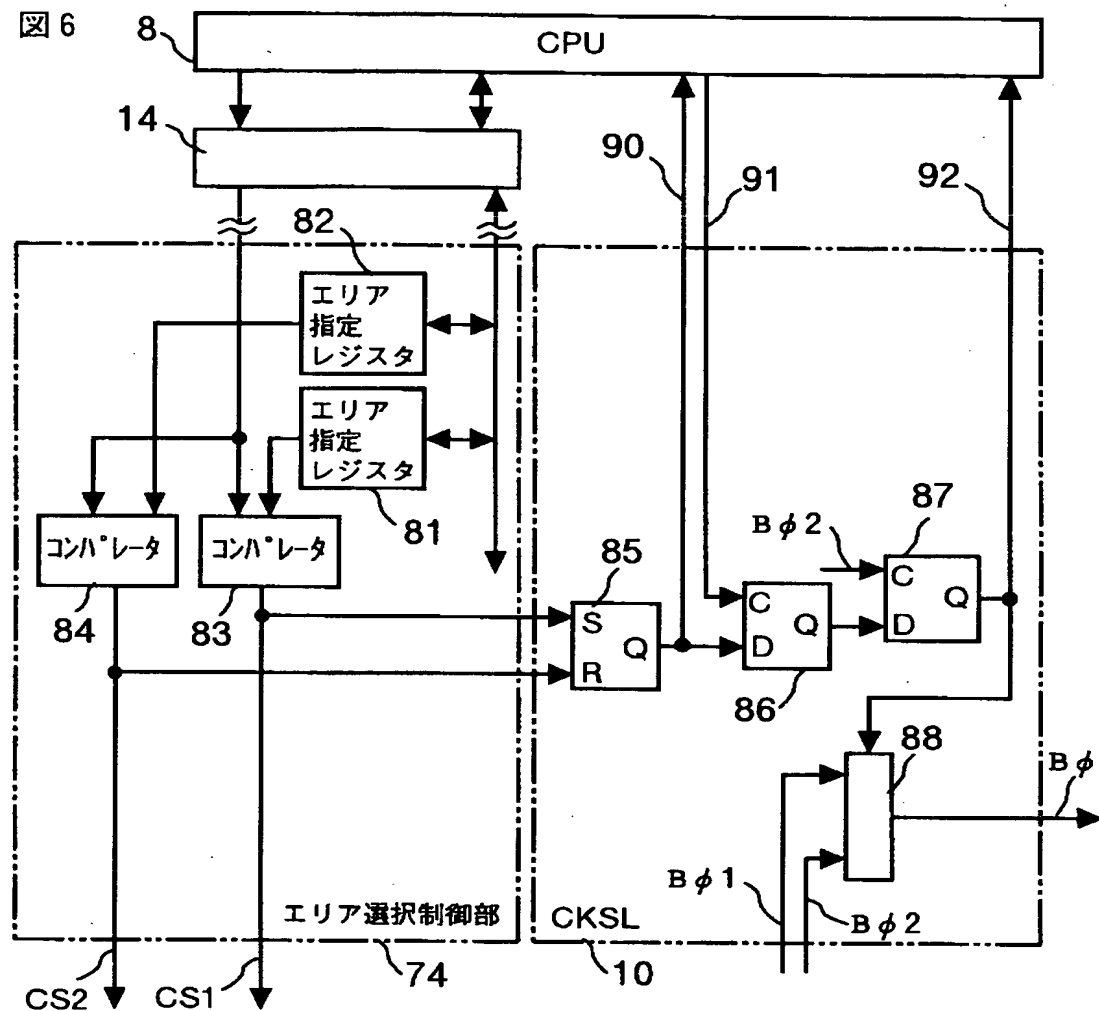 図6
8
CPU
14
90
91
92
82
エリア
指定
レジスタ
エリア
指定
レジスタ
81
コンパレータ
コンパレータ
84
83
85
S
Q
R
Bφ2
87
C
Q
D
C
Q
D
86
88
Bφ
Bφ1
Bφ2
エリア選択制御部
CKSL
74
10
CS2
CS1